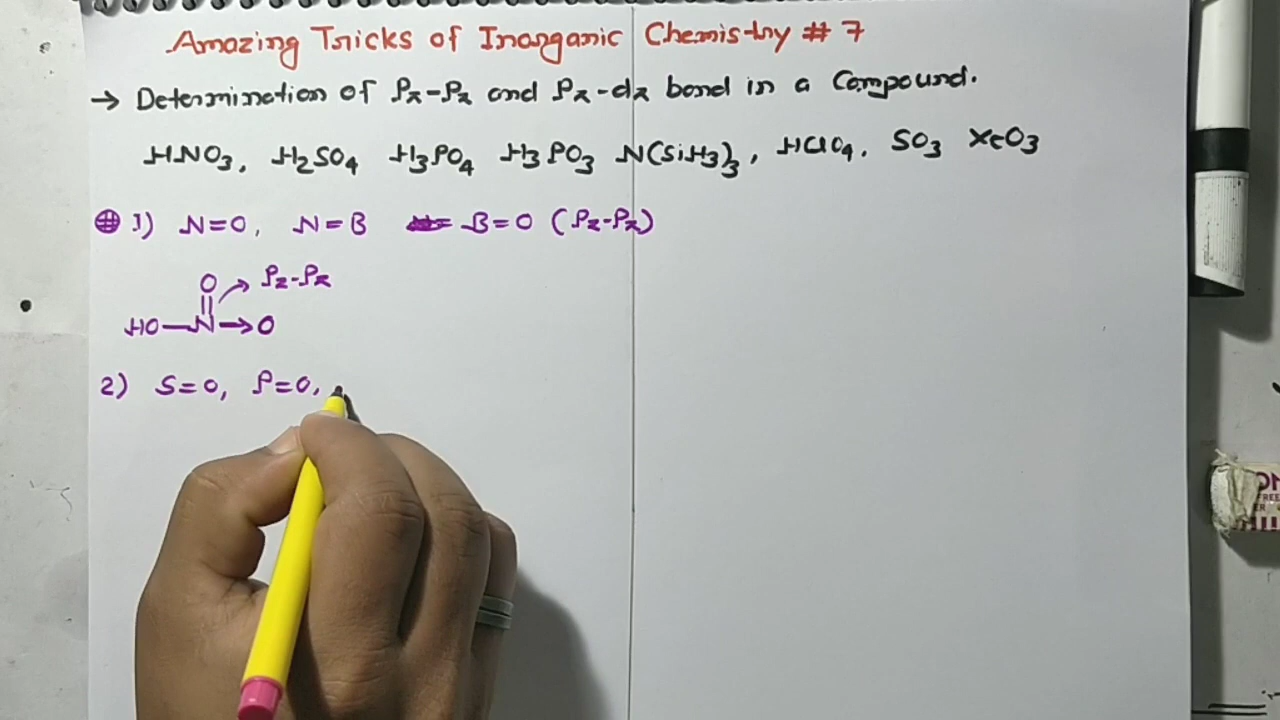 Amazing Tricks of Inorganic Chemistry # 7
→ Determination of Pπ-Pπ and Pπ-dπ bond in a Compound.
HNO3, H2SO4 H3PO4 H3PO3 N(SiH3)3, HClO4, SO3 XeO3
1) N=O, N=B B=O (Pπ-Pπ)
O → Pπ-Pπ
HO—N→O
2) S=O, P=O,